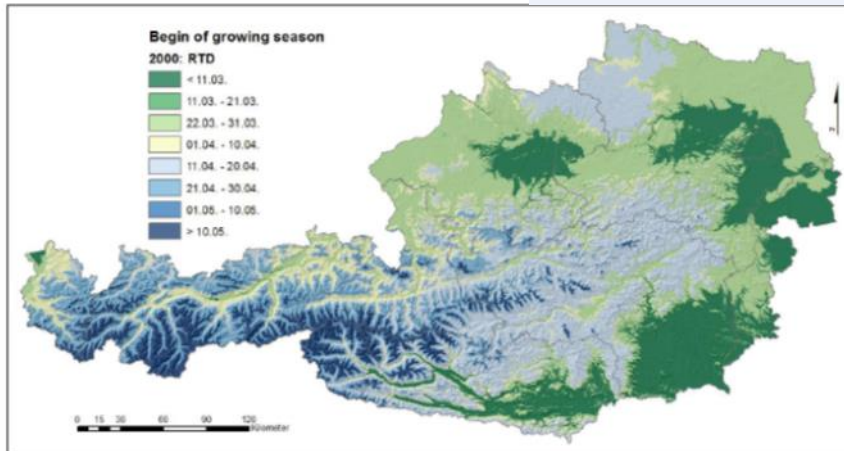 Begin of growing season
2000: RTD
< 11.03.
11.03. - 21.03.
22.03. - 31.03.
01.04. - 10.04.
11.04. - 20.04.
21.04. - 30.04.
01.05. - 10.05.
> 10.05.
0 15 30 60 90 120
Kilometer